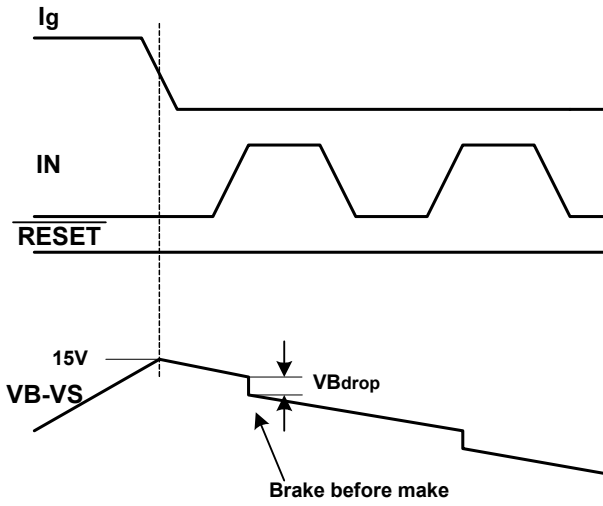 Ig
IN
RESET
15V
VBdrop
VB-VS
Brake before make